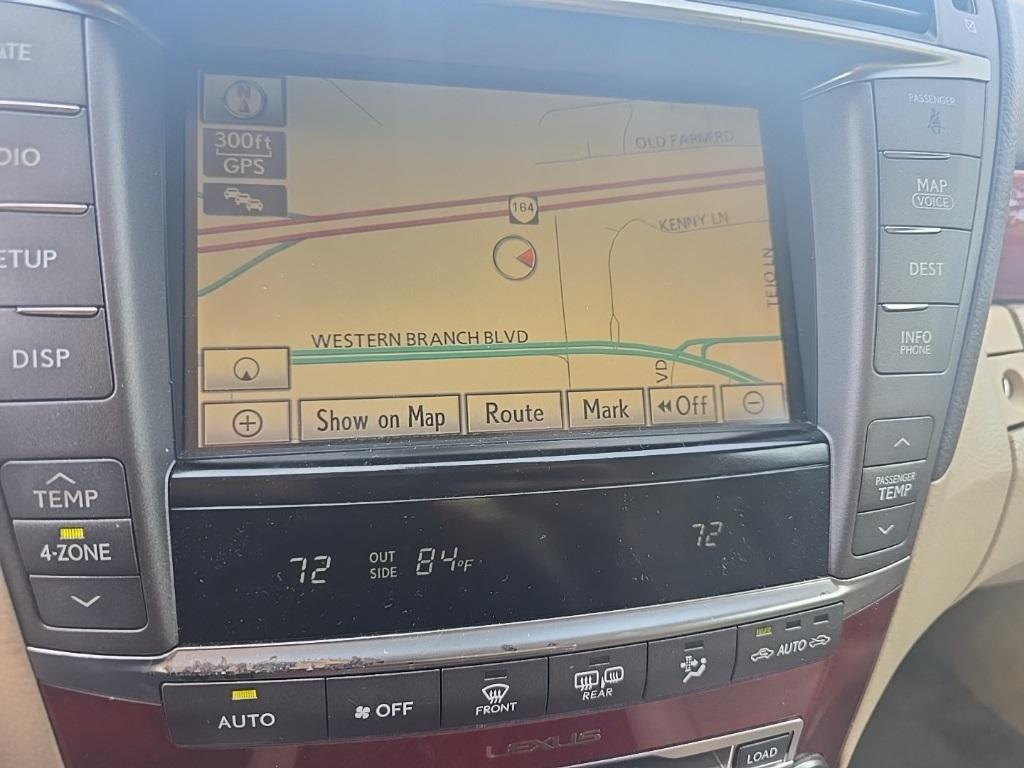 ATE
DIO
ETUP
DISP
TEMP
4-ZONE
N
300ft
GPS
OLD FARM RD
164
KENNY LN
TEJO LN
WESTERN BRANCH BLVD
VD
Show on Map
Route
Mark
Off
PASSENGER
MAP
VOICE
DEST
INFO
PHONE
PASSENGER
TEMP
72
OUT
SIDE
84°F
72
AUTO
OFF
FRONT
REAR
AUTO
LEXUS
LOAD